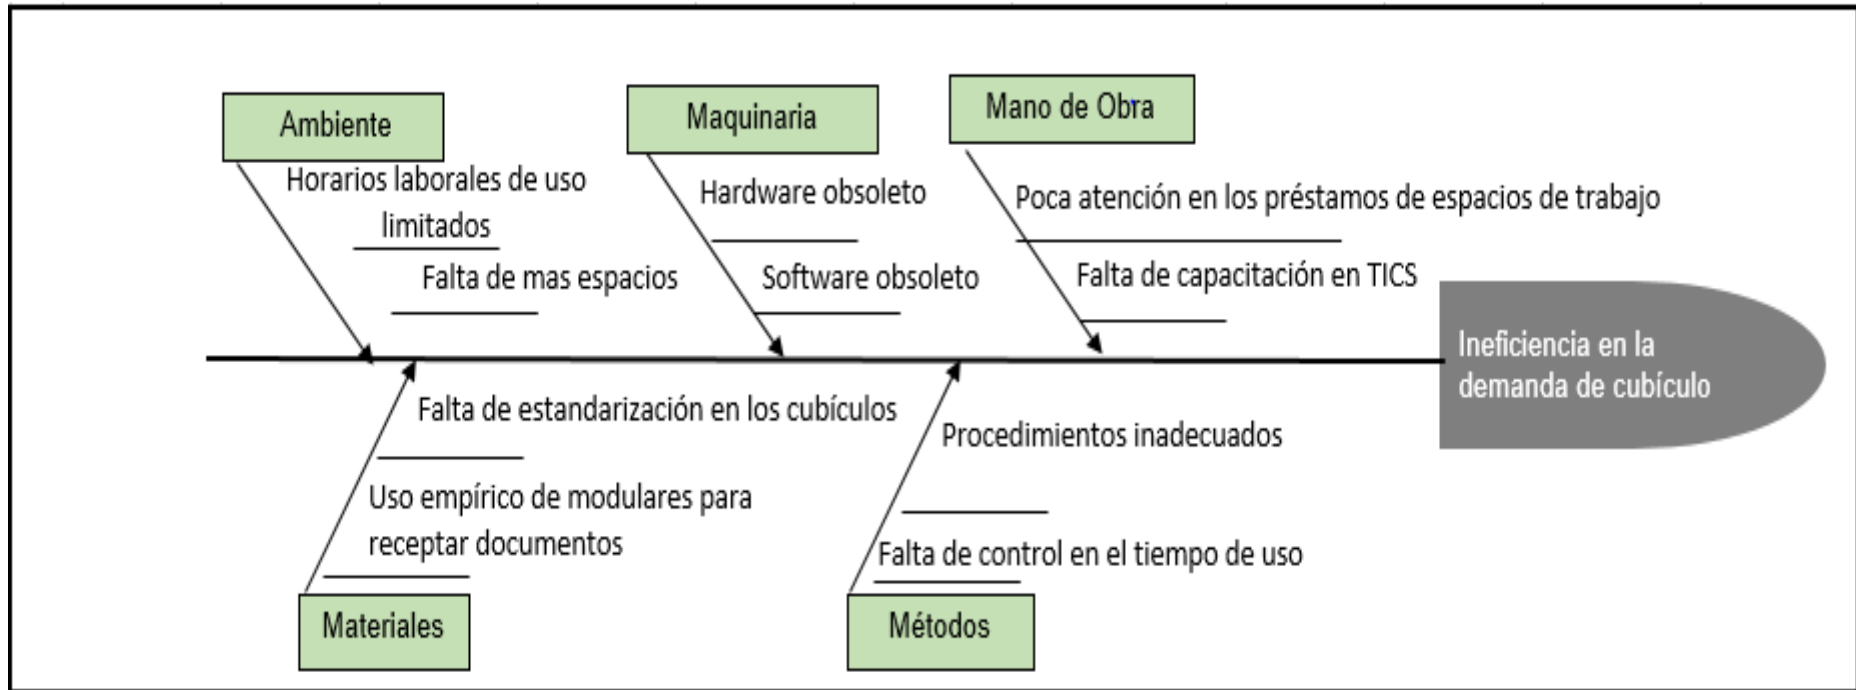 Ambiente
Maquinaria
Mano de Obra
Horarios laborales de uso
limitados
Falta de mas espacios
Hardware obsoleto
Software obsoleto
Poca atención en los préstamos de espacios de trabajo
Falta de capacitación en TICS
Ineficiencia en la
demanda de cubículo
Falta de estandarización en los cubículos
Uso empírico de modulares para
receptar documentos
Procedimientos inadecuados
Falta de control en el tiempo de uso
Materiales
Métodos